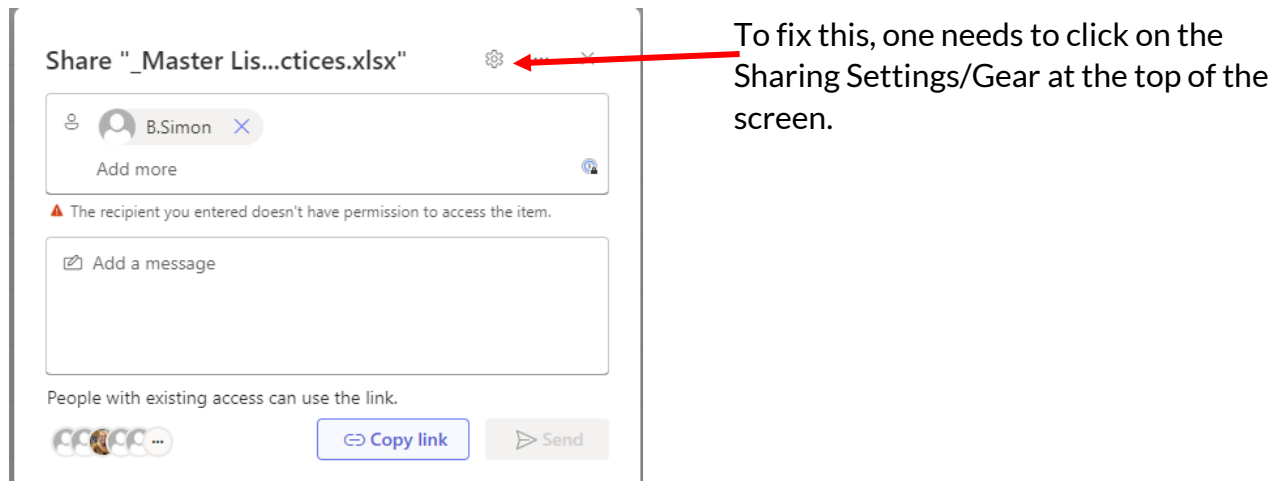 Share "_Master Lis...ctices.xlsx"
B.Simon
Add more
The recipient you entered doesn't have permission to access the item.
Add a message
People with existing access can use the link.
Copy link
Send
To fix this, one needs to click on the
Sharing Settings/Gear at the top of the
screen.